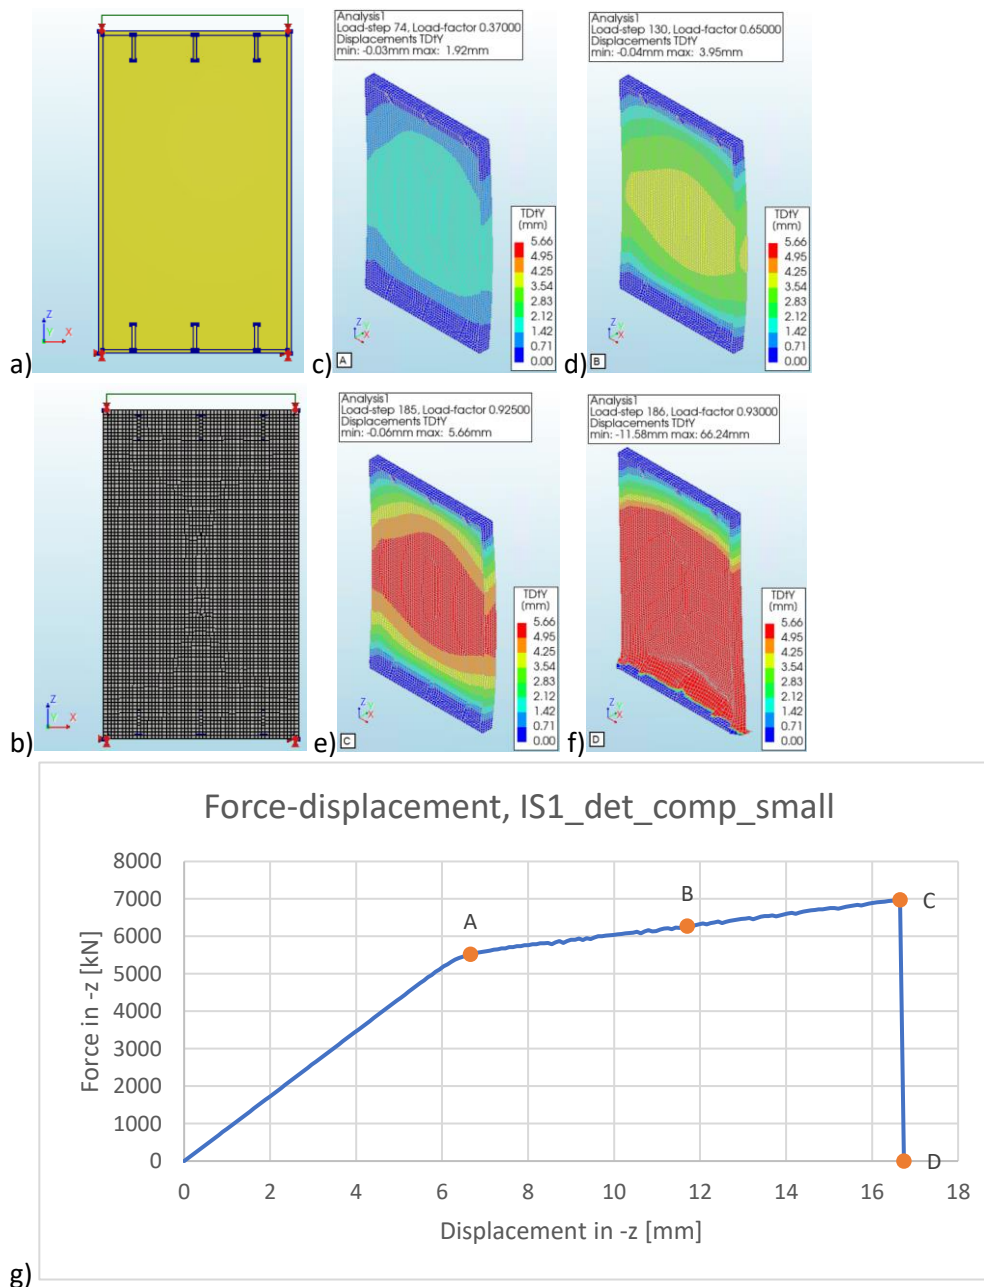 Z
Y
X
a)
Analysis1
Load-step 74, Load-factor 0.37000
Displacements TDtY
min: -0.03mm max: 1.92mm
TDtY
(mm)
5.66
4.95
4.25
3.54
2.83
2.12
1.42
0.71
0.00
Z
Y
X
c)
A
Analysis1
Load-step 130, Load-factor 0.65000
Displacements TDtY
min: -0.04mm max: 3.95mm
TDtY
(mm)
5.66
4.95
4.25
3.54
2.83
2.12
1.42
0.71
0.00
Z
Y
X
d)
B
Z
Y
X
b)
Analysis1
Load-step 185, Load-factor 0.92500
Displacements TDtY
min: -0.06mm max: 5.66mm
TDtY
(mm)
5.66
4.95
4.25
3.54
2.83
2.12
1.42
0.71
0.00
Z
Y
X
e)
C
Analysis1
Load-step 186, Load-factor 0.93000
Displacements TDtY
min: -11.58mm max: 66.24mm
TDtY
(mm)
5.66
4.95
4.25
3.54
2.83
2.12
1.42
0.71
0.00
Z
Y
X
f)
D
Force-displacement, IS1_det_comp_small
Force in -z [kN]
8000
7000
6000
5000
4000
3000
2000
1000
0
A
B
C
D
0 2 4 6 8 10 12 14 16 18
Displacement in -z [mm]
g)